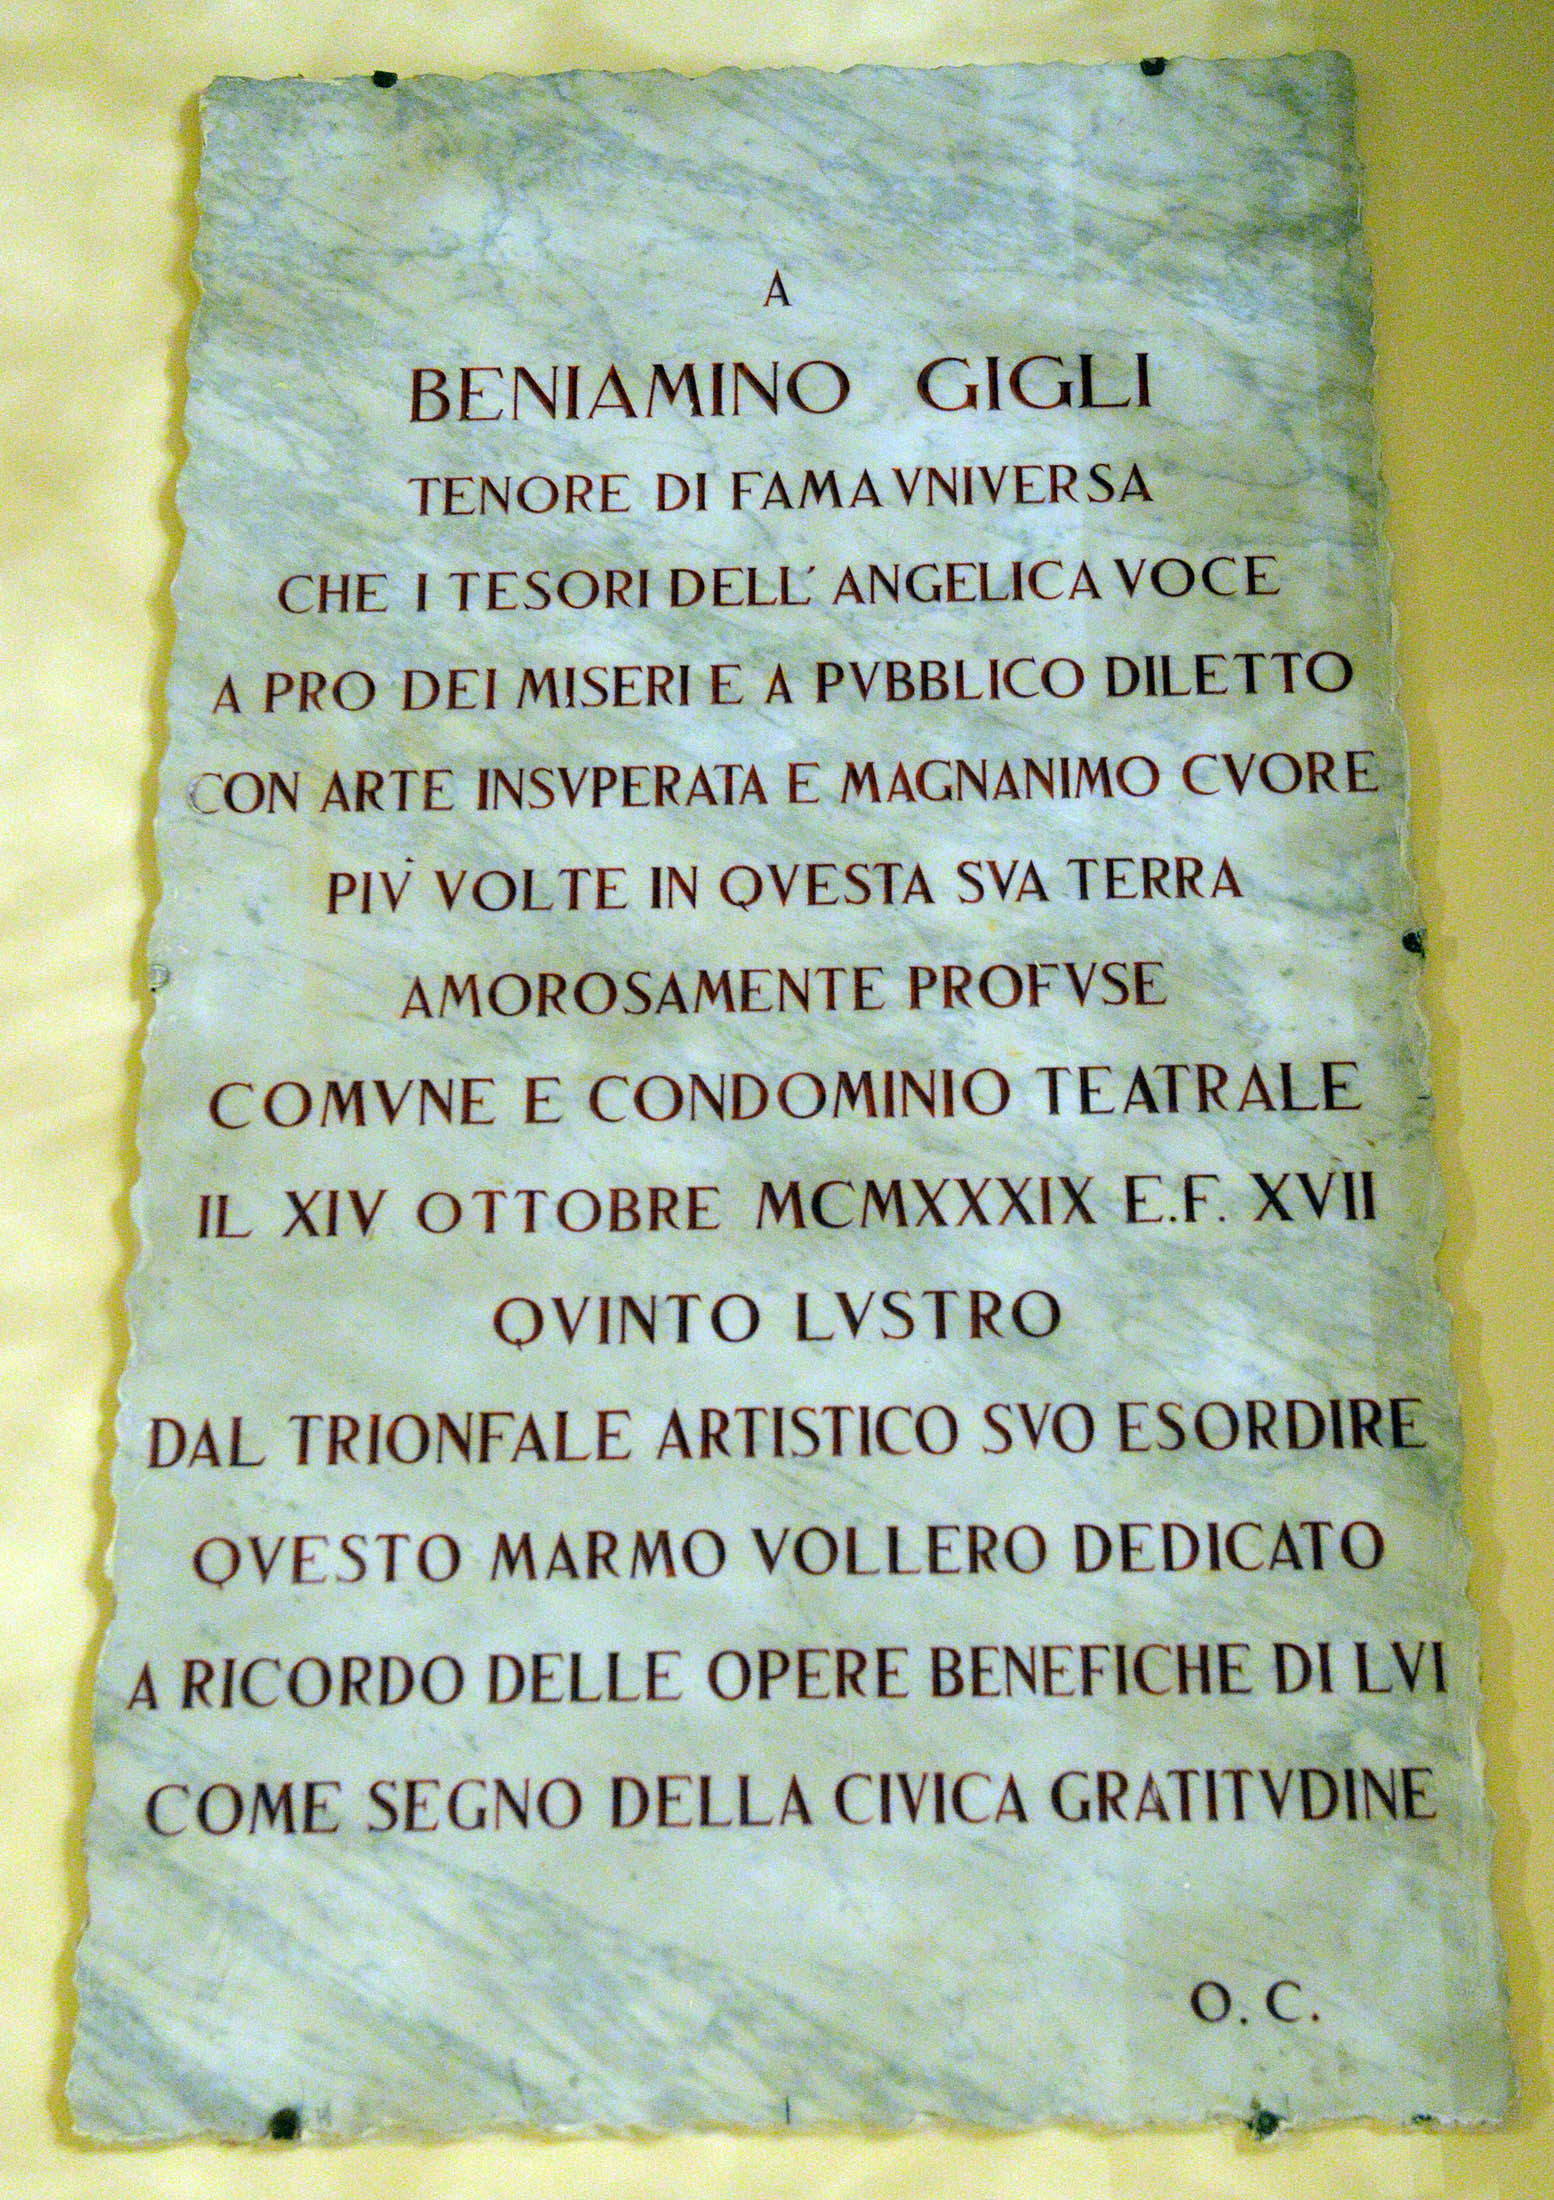 A
BENIAMINO GIGLI
TENORE DI FAMA VNIVERSA
CHE I TESORI DELL' ANGELICA VOCE
A PRO DEI MISERI E A PVBBLICO DILETTO
CON ARTE INSVPERATA E MAGNANIMO CVORE
PIV̇ VOLTE IN QVESTA SVA TERRA
AMOROSAMENTE PROFVSE
COMVNE E CONDOMINIO TEATRALE
IL XIV OTTOBRE MCMXXXIX E.F. XVII
QVINTO LVSTRO
DAL TRIONFALE ARTISTICO SVO ESORDIRE
QVESTO MARMO VOLLERO DEDICATO
A RICORDO DELLE OPERE BENEFICHE DI LVI
COME SEGNO DELLA CIVICA GRATITVDINE
O. C.